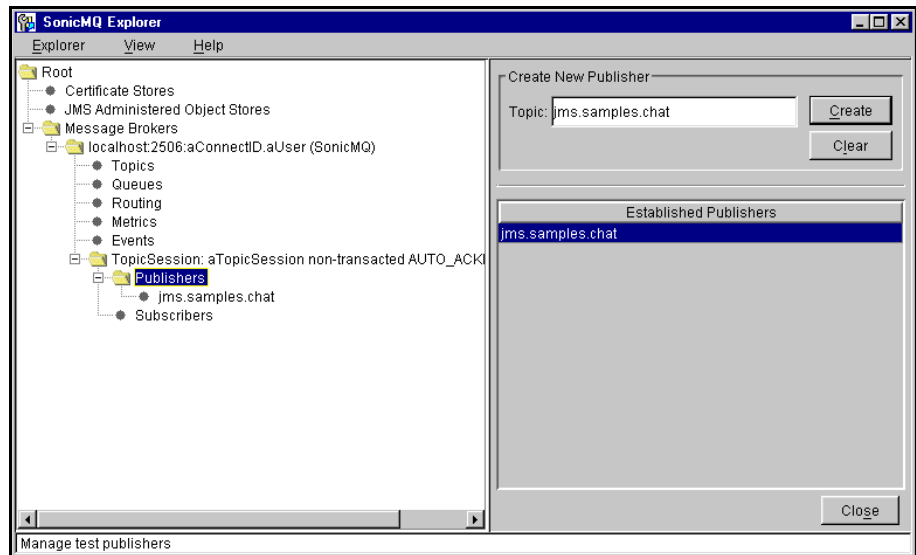 SonicMQ Explorer
Explorer View Help
Root
Certificate Stores
JMS Administered Object Stores
Message Brokers
localhost:2506:aConnectID.aUser (SonicMQ)
Topics
Queues
Routing
Metrics
Events
TopicSession: aTopicSession non-transacted AUTO_ACK
Publishers
jms.samples.chat
Subscribers
Create New Publisher
Topic: jms.samples.chat
Create
Clear
Established Publishers
jms.samples.chat
Close
Manage test publishers